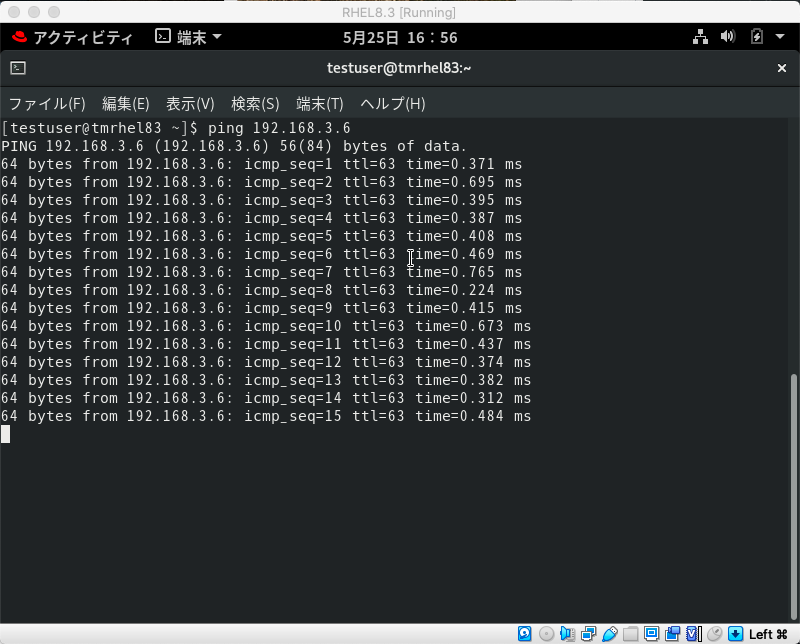 RHEL8.3 [Running]
アクティビティ 端末 5月25日 16：56
testuser@tmrhel83:~ ×
ファイル(F) 編集(E) 表示(V) 検索(S) 端末(T) ヘルプ(H)
[testuser@tmrhel83 ~]$ ping 192.168.3.6
PING 192.168.3.6 (192.168.3.6) 56(84) bytes of data.
64 bytes from 192.168.3.6: icmp_seq=1 ttl=63 time=0.371 ms
64 bytes from 192.168.3.6: icmp_seq=2 ttl=63 time=0.695 ms
64 bytes from 192.168.3.6: icmp_seq=3 ttl=63 time=0.395 ms
64 bytes from 192.168.3.6: icmp_seq=4 ttl=63 time=0.387 ms
64 bytes from 192.168.3.6: icmp_seq=5 ttl=63 time=0.408 ms
64 bytes from 192.168.3.6: icmp_seq=6 ttl=63 time=0.469 ms
64 bytes from 192.168.3.6: icmp_seq=7 ttl=63 time=0.765 ms
64 bytes from 192.168.3.6: icmp_seq=8 ttl=63 time=0.224 ms
64 bytes from 192.168.3.6: icmp_seq=9 ttl=63 time=0.415 ms
64 bytes from 192.168.3.6: icmp_seq=10 ttl=63 time=0.673 ms
64 bytes from 192.168.3.6: icmp_seq=11 ttl=63 time=0.437 ms
64 bytes from 192.168.3.6: icmp_seq=12 ttl=63 time=0.374 ms
64 bytes from 192.168.3.6: icmp_seq=13 ttl=63 time=0.382 ms
64 bytes from 192.168.3.6: icmp_seq=14 ttl=63 time=0.312 ms
64 bytes from 192.168.3.6: icmp_seq=15 ttl=63 time=0.484 ms
Left ⌘